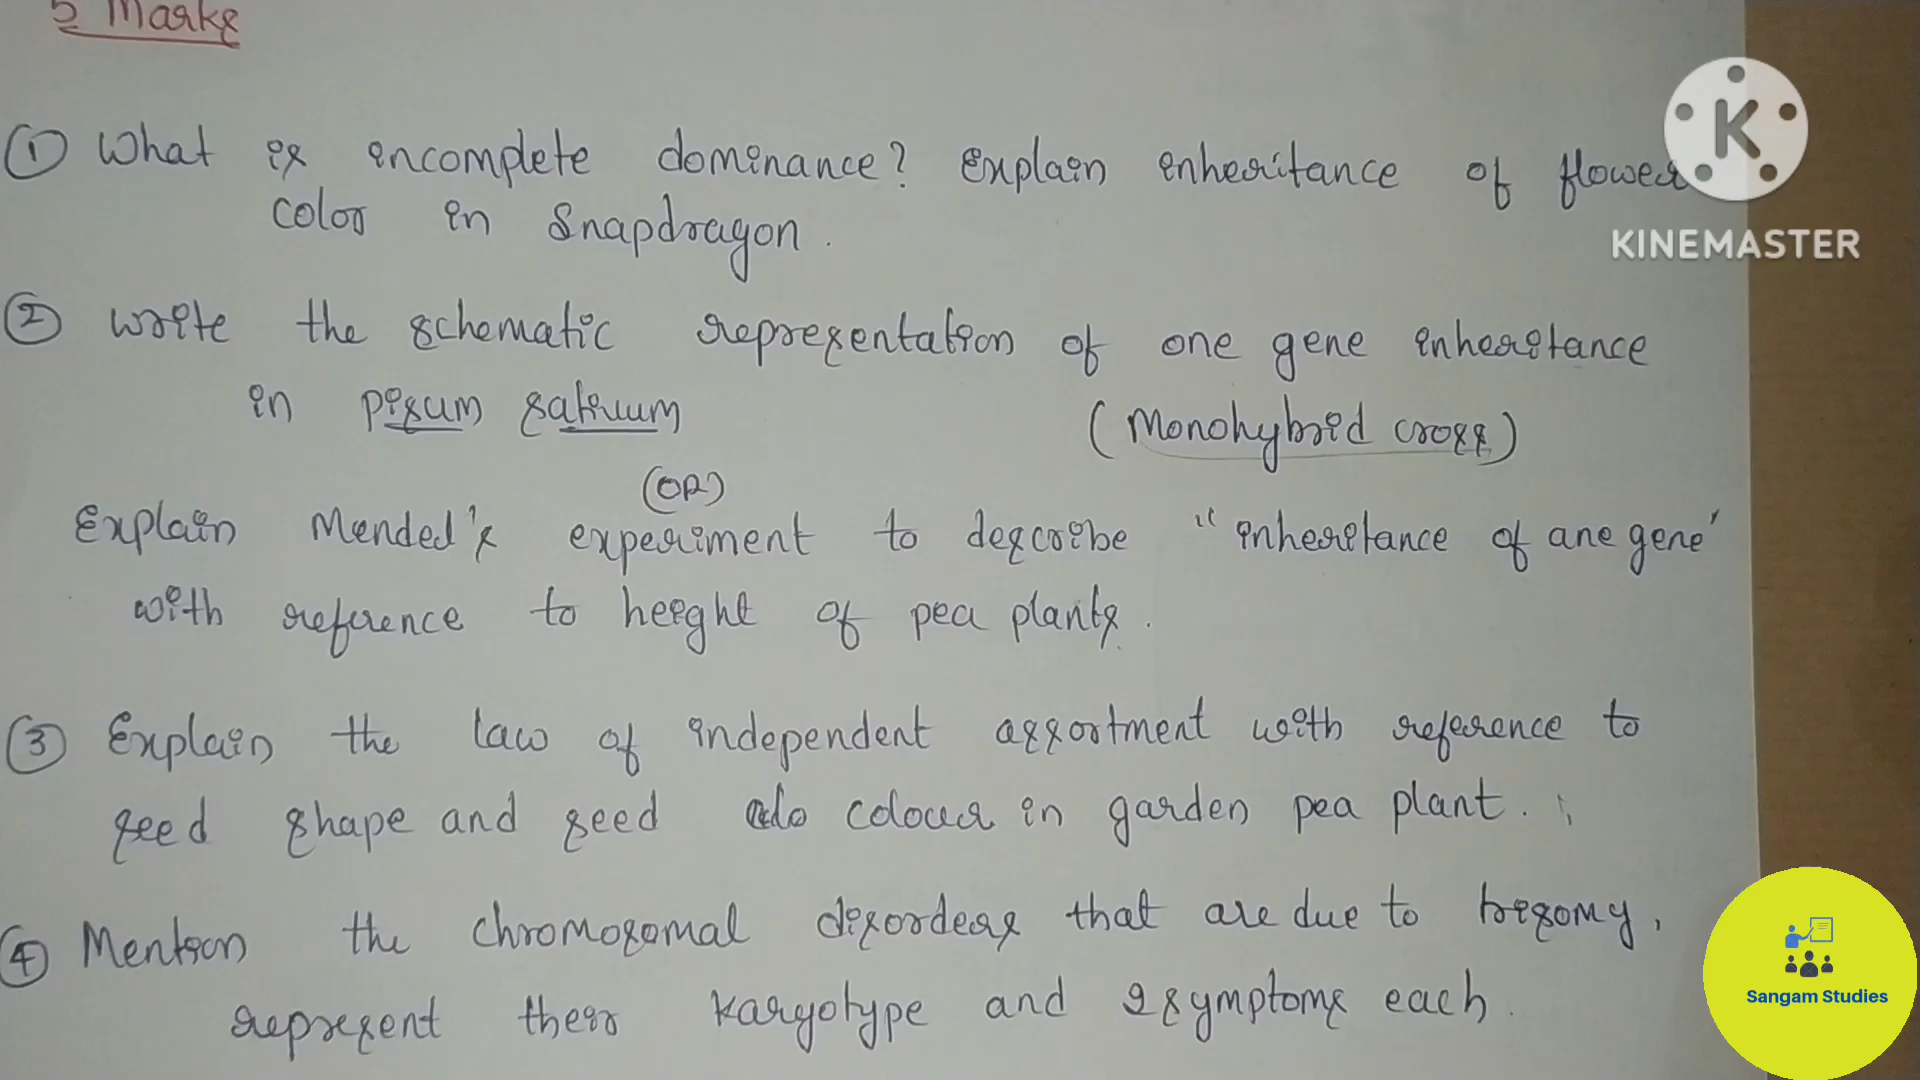 5 Marks
① What is incomplete dominance? Explain inheritance of flower
color in Snapdragon.
② Write the schematic representation of one gene inheritance
in pisum sativum (Monohybrid cross)
(OR)
Explain Mendel's experiment to describe "inheritance of ane gene"
with reference to height of pea plants.
③ Explain the law of independent assortment with reference to
seed shape and seed colour in garden pea plant.
④ Mention the chromosomal disorders that are due to trisomy,
represent their karyotype and 2 symptoms each.
K
KINEMASTER
Sangam Studies